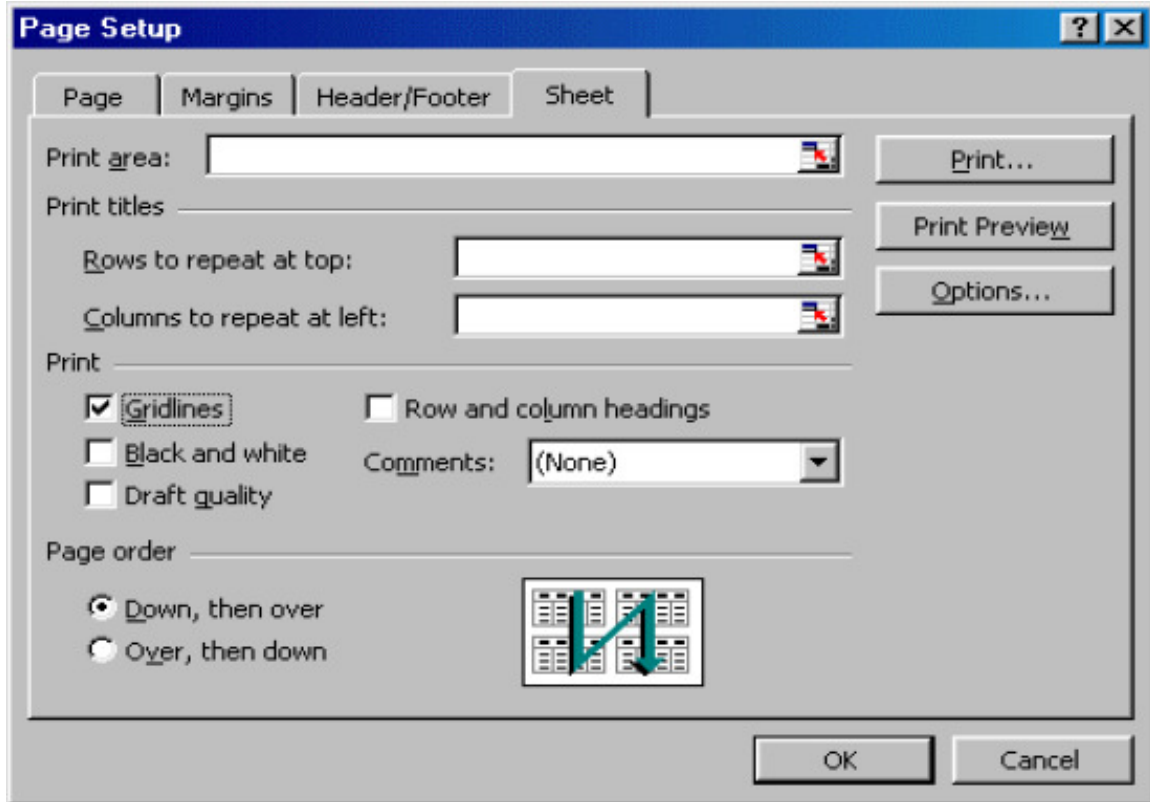 Page Setup
Page Margins Header/Footer Sheet
Print area:
Print...
Print titles
Print Preview
Rows to repeat at top:
Options...
Columns to repeat at left:
Print
Gridlines
Row and column headings
Black and white
Comments: (None)
Draft quality
Page order
Down, then over
Over, then down
OK Cancel